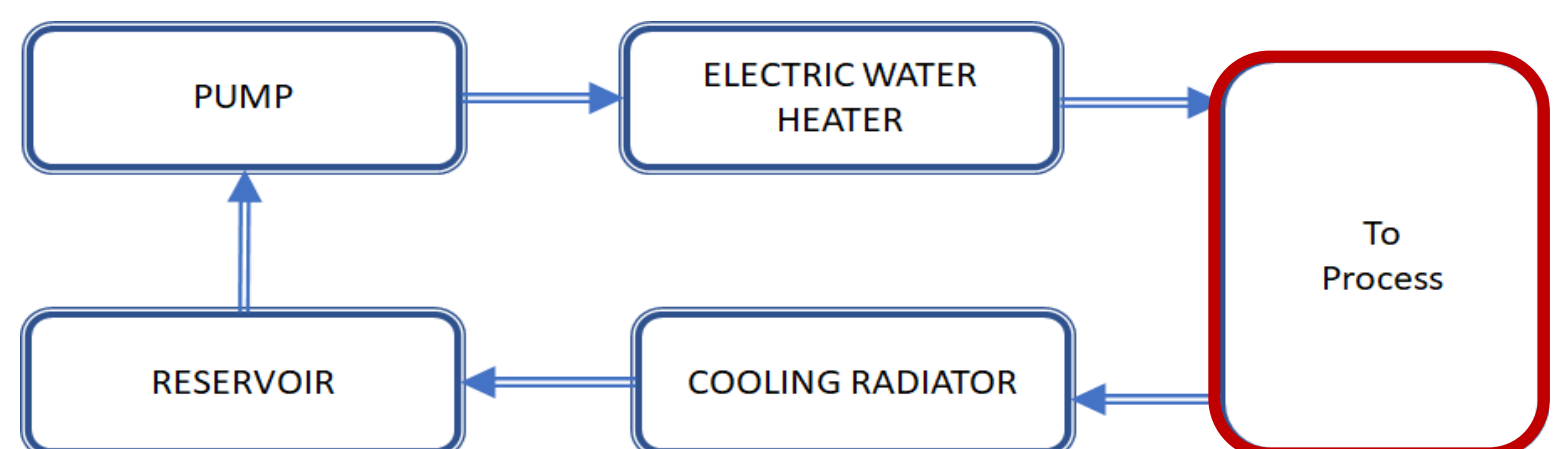 PUMP
ELECTRIC WATER
HEATER
To
Process
RESERVOIR
COOLING RADIATOR